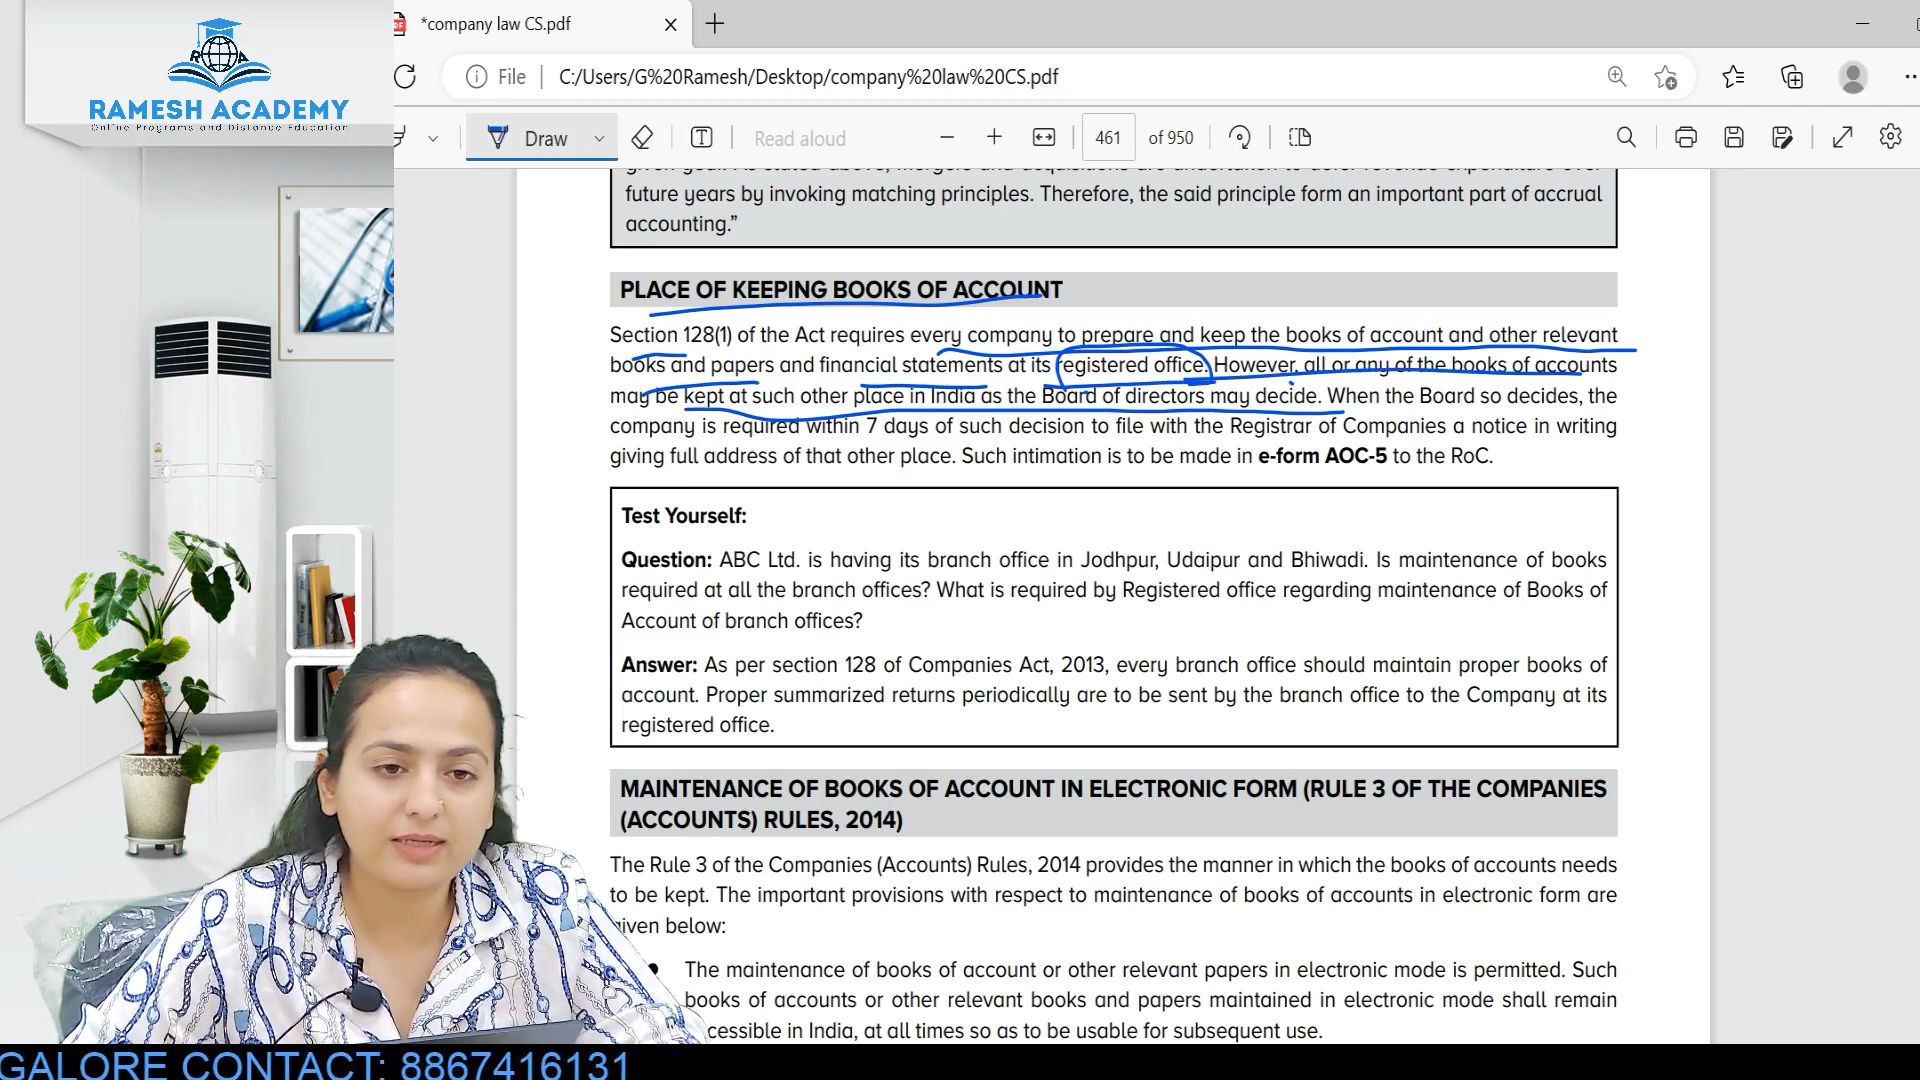 RAMESH ACADEMY
Online Programs and Distance Education
*company law CS.pdf
File
C:/Users/G%20Ramesh/Desktop/company%20law%20CS.pdf
Draw
Read aloud
461
of 950
given year. As stated above, mergers and acquisitions are undertaken to defer revenue expenditure over
future years by invoking matching principles. Therefore, the said principle form an important part of accrual
accounting.”
PLACE OF KEEPING BOOKS OF ACCOUNT
Section 128(1) of the Act requires every company to prepare and keep the books of account and other relevant
books and papers and financial statements at its registered office. However, all or any of the books of accounts
may be kept at such other place in India as the Board of directors may decide. When the Board so decides, the
company is required within 7 days of such decision to file with the Registrar of Companies a notice in writing
giving full address of that other place. Such intimation is to be made in e-form AOC-5 to the RoC.
Test Yourself:
Question: ABC Ltd. is having its branch office in Jodhpur, Udaipur and Bhiwadi. Is maintenance of books
required at all the branch offices? What is required by Registered office regarding maintenance of Books of
Account of branch offices?
Answer: As per section 128 of Companies Act, 2013, every branch office should maintain proper books of
account. Proper summarized returns periodically are to be sent by the branch office to the Company at its
registered office.
MAINTENANCE OF BOOKS OF ACCOUNT IN ELECTRONIC FORM (RULE 3 OF THE COMPANIES
(ACCOUNTS) RULES, 2014)
The Rule 3 of the Companies (Accounts) Rules, 2014 provides the manner in which the books of accounts needs
to be kept. The important provisions with respect to maintenance of books of accounts in electronic form are
given below:
The maintenance of books of account or other relevant papers in electronic mode is permitted. Such
books of accounts or other relevant books and papers maintained in electronic mode shall remain
cessible in India, at all times so as to be usable for subsequent use.
GALORE CONTACT: 8867416131